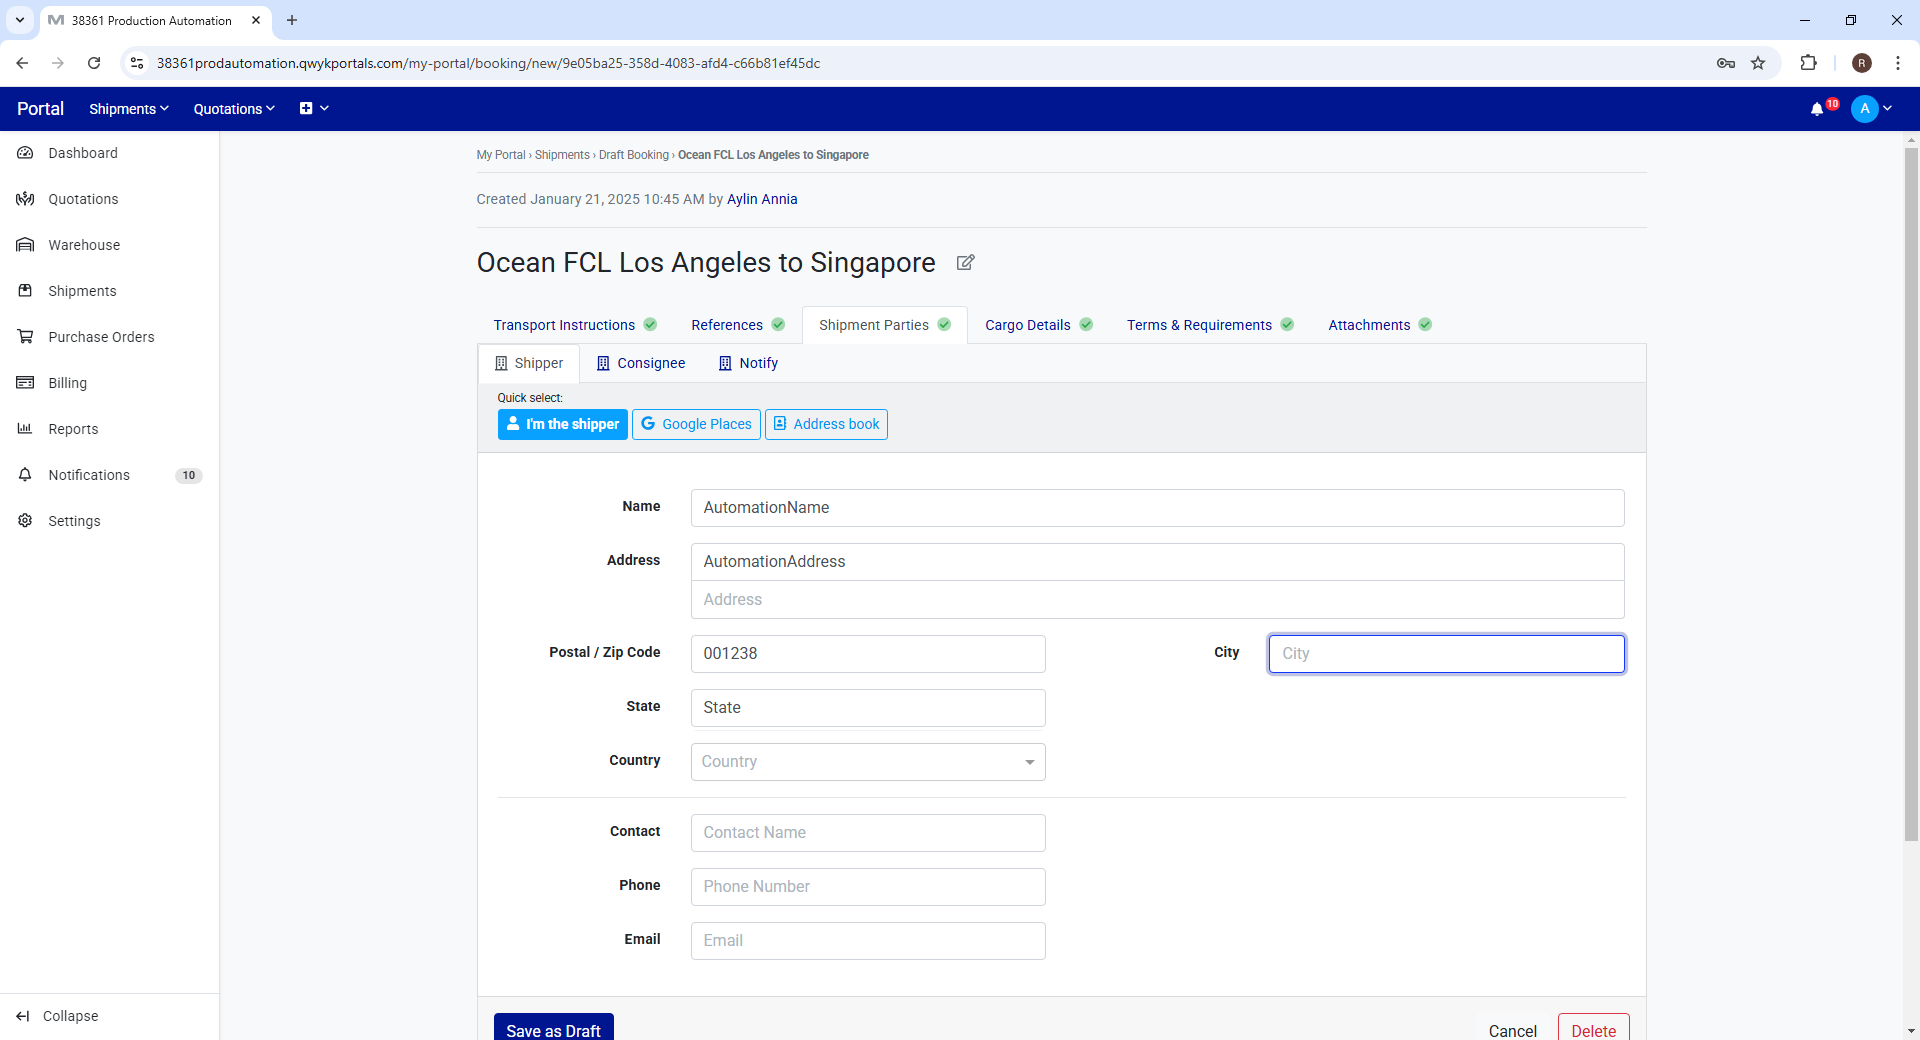 38361 Production Automation
38361prodautomation.qwykportals.com/my-portal/booking/new/9e05ba25-358d-4083-afd4-c66b81ef45dc
R
Portal
Shipments
Quotations
10
A
Dashboard
Quotations
Warehouse
Shipments
Purchase Orders
Billing
Reports
Notifications
10
Settings
Collapse
My Portal › Shipments › Draft Booking › Ocean FCL Los Angeles to Singapore
Created January 21, 2025 10:45 AM by Aylin Annia
Ocean FCL Los Angeles to Singapore
Transport Instructions
References
Shipment Parties
Cargo Details
Terms & Requirements
Attachments
Shipper
Consignee
Notify
Quick select:
I'm the shipper
Google Places
Address book
Name
AutomationName
Address
AutomationAddress
Address
Postal / Zip Code
001238
City
City
State
State
Country
Country
Contact
Contact Name
Phone
Phone Number
Email
Email
Save as Draft
Cancel
Delete